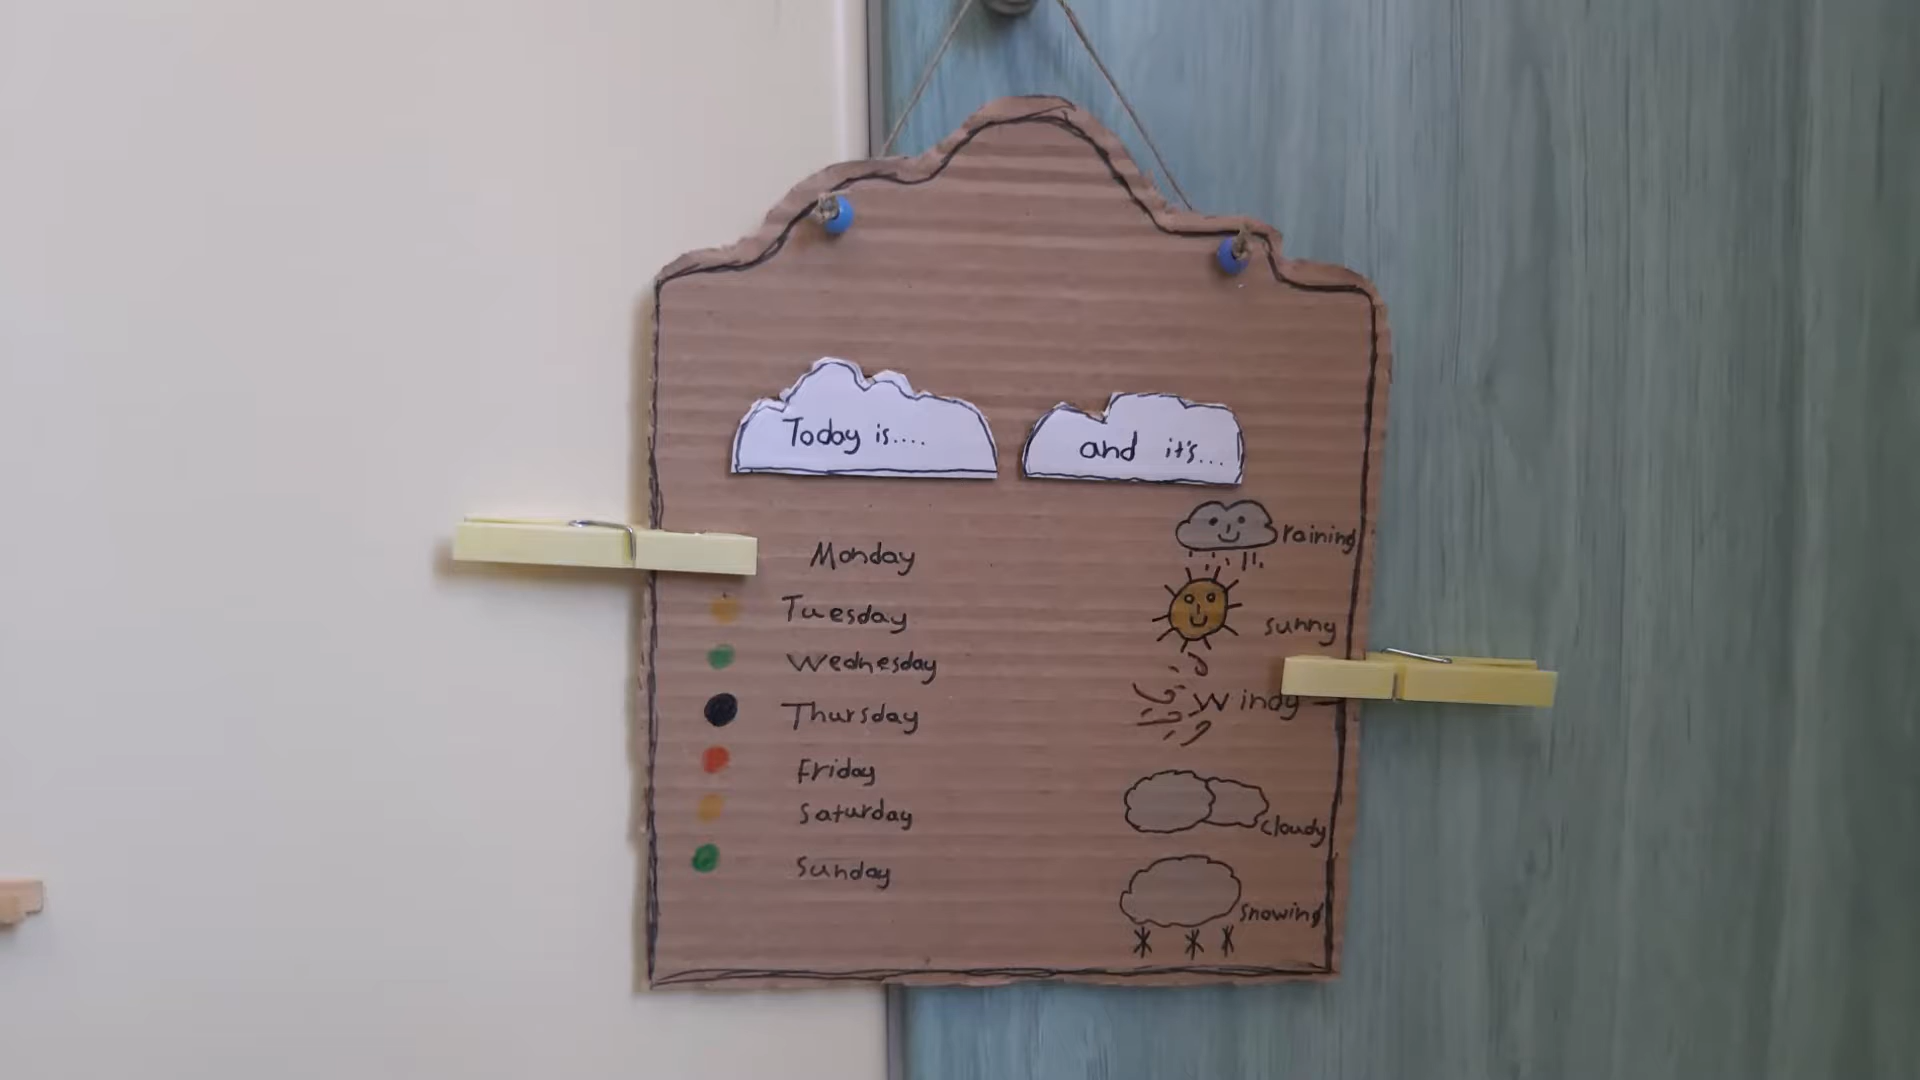 Today is....
and it's...
Monday
Tuesday
Wednesday
Thursday
Friday
Saturday
Sunday
raining
sunny
Windy
cloudy
snowing